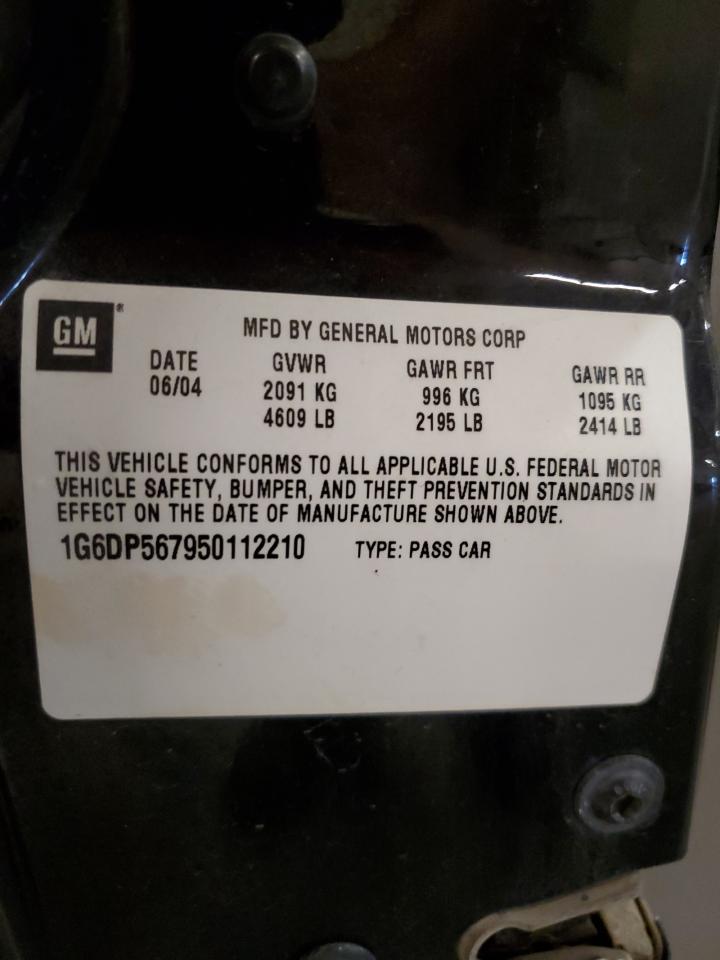 GM®
MFD BY GENERAL MOTORS CORP
DATE GVWR GAWR FRT GAWR RR
06/04 2091 KG 996 KG 1095 KG
4609 LB 2195 LB 2414 LB
THIS VEHICLE CONFORMS TO ALL APPLICABLE U.S. FEDERAL MOTOR
VEHICLE SAFETY, BUMPER, AND THEFT PREVENTION STANDARDS IN
EFFECT ON THE DATE OF MANUFACTURE SHOWN ABOVE.
1G6DP567950112210 TYPE: PASS CAR